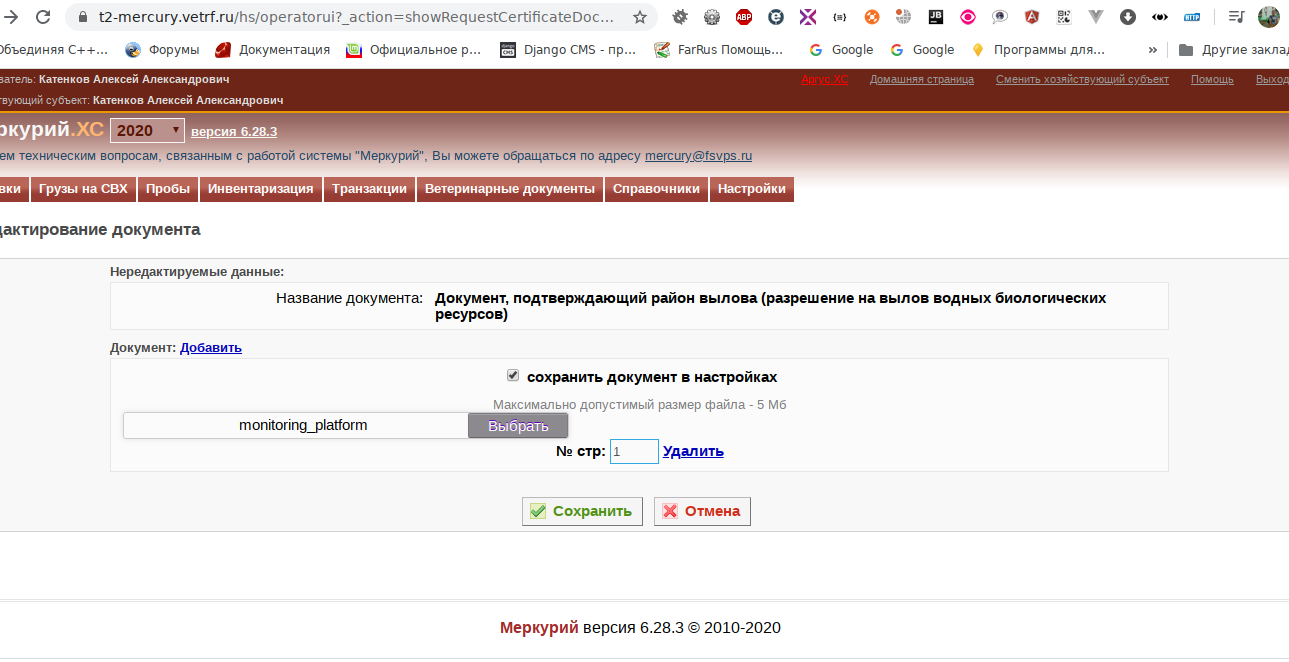 t2-mercury.vetrf.ru/hs/operatorui?_action=showRequestCertificateDoc...
Объединяя C++... Форумы Документация Официальное р... Django CMS - пр... FarRus Помощь... Google Google Программы для... » Другие заклад
ватель: Катенков Алексей Александрович Аргус.ХС Домашняя страница Сменить хозяйствующий субъект Помощь Выход
твующий субъект: Катенков Алексей Александрович
ркурий.ХС 2020 версия 6.28.3
ем техническим вопросам, связанным с работой системы "Меркурий", Вы можете обращаться по адресу mercury@fsvps.ru
вки Грузы на СВХ Пробы Инвентаризация Транзакции Ветеринарные документы Справочники Настройки
дактирование документа
Нередактируемые данные:
Название документа: Документ, подтверждающий район вылова (разрешение на вылов водных биологических
ресурсов)
Документ: Добавить
сохранить документ в настройках
Максимально допустимый размер файла - 5 Мб
monitoring_platform Выбрать
№ стр: 1 Удалить
Сохранить Отмена
Меркурий версия 6.28.3 © 2010-2020